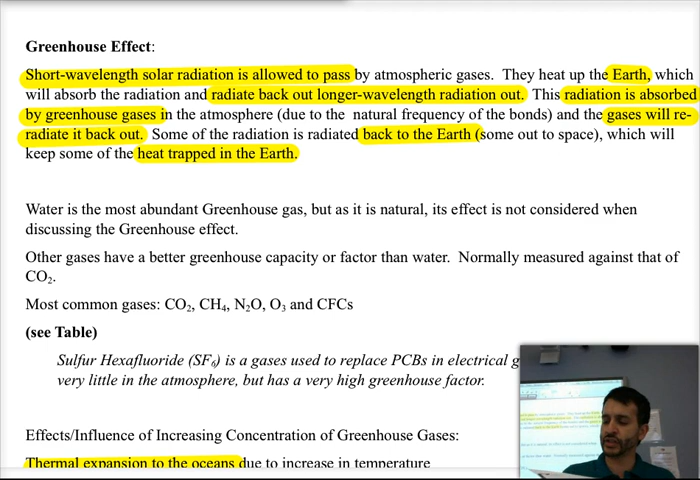 Greenhouse Effect:
Short-wavelength solar radiation is allowed to pass by atmospheric gases. They heat up the Earth, which
will absorb the radiation and radiate back out longer-wavelength radiation out. This radiation is absorbed
by greenhouse gases in the atmosphere (due to the natural frequency of the bonds) and the gases will re-
radiate it back out. Some of the radiation is radiated back to the Earth (some out to space), which will
keep some of the heat trapped in the Earth.
Water is the most abundant Greenhouse gas, but as it is natural, its effect is not considered when
discussing the Greenhouse effect.
Other gases have a better greenhouse capacity or factor than water. Normally measured against that of
CO₂.
Most common gases: CO₂, CH₄, N₂O, O₃ and CFCs
(see Table)
Sulfur Hexafluoride (SF₆) is a gases used to replace PCBs in electrical g
very little in the atmosphere, but has a very high greenhouse factor.
Effects/Influence of Increasing Concentration of Greenhouse Gases:
Thermal expansion to the oceans due to increase in temperature